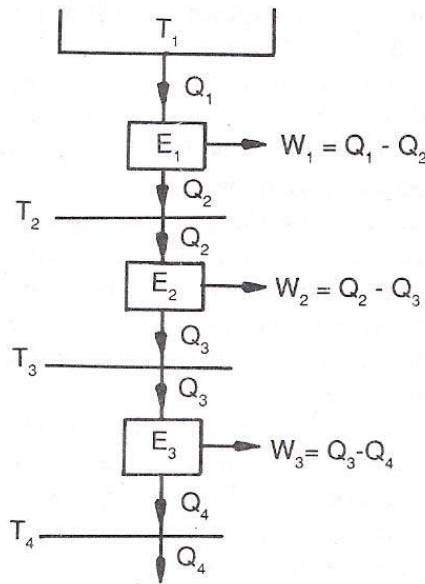 T₁
Q₁
E₁
W₁ = Q₁ - Q₂
Q₂
T₂
Q₂
E₂
W₂ = Q₂ - Q₃
Q₃
T₃
Q₃
E₃
W₃ = Q₃-Q₄
Q₄
T₄
Q₄